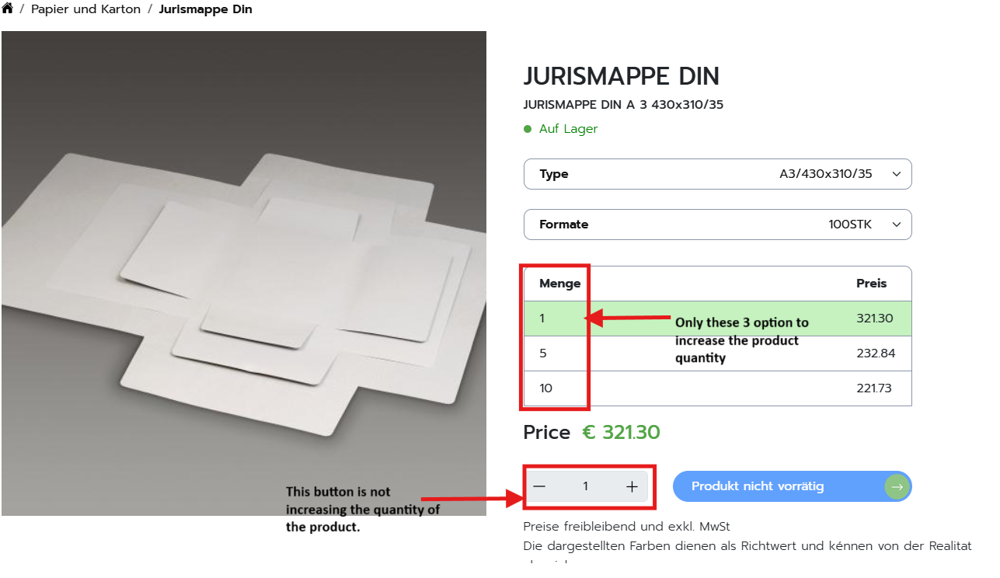 / Papier und Karton / Jurismappe Din
JURISMAPPE DIN
JURISMAPPE DIN A 3 430x310/35
Auf Lager
Type A3/430x310/35
Formate 100STK
Menge Preis
1 321.30
5 232.84
10 221.73
Only these 3 option to
increase the product
quantity
Price € 321.30
This button is not
increasing the quantity of
the product.
— 1 +
Produkt nicht vorrätig →
Preise freibleibend und exkl. MwSt
Die dargestellten Farben dienen als Richtwert und kénnen von der Realitat